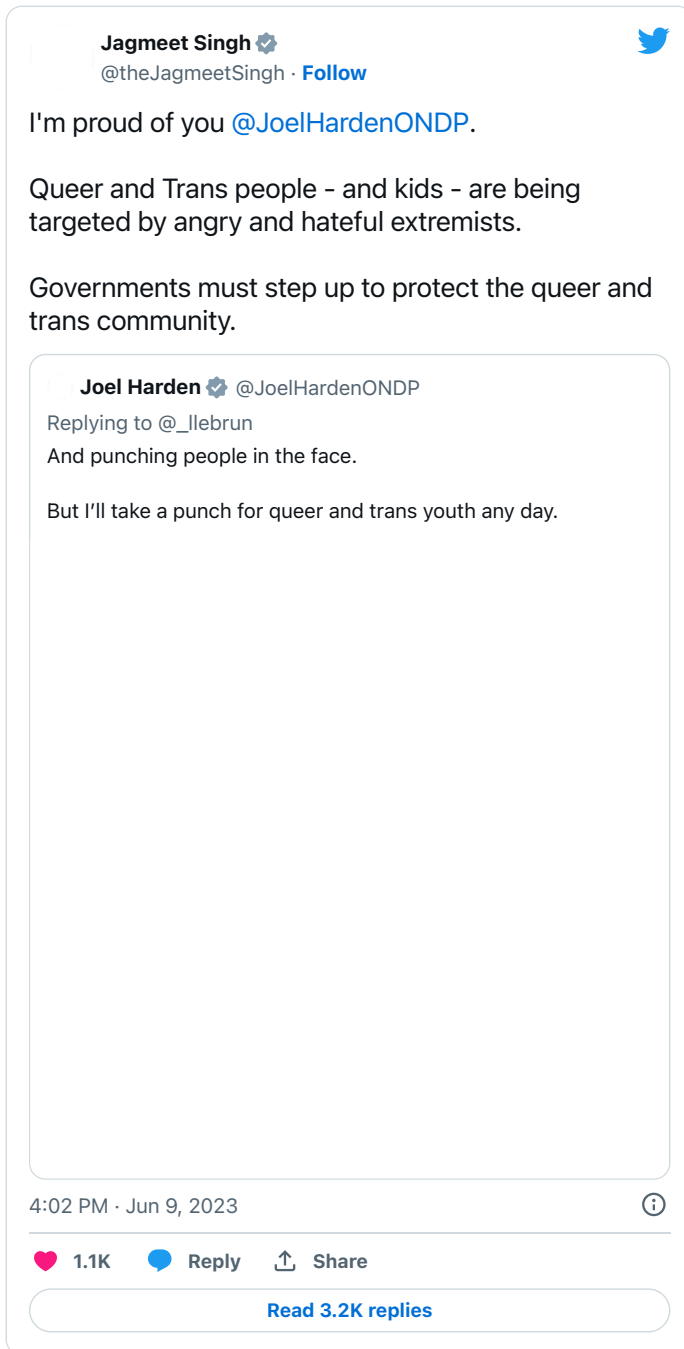 Jagmeet Singh
@theJagmeetSingh · Follow
I'm proud of you @JoelHardenONDP.
Queer and Trans people - and kids - are being
targeted by angry and hateful extremists.
Governments must step up to protect the queer and
trans community.
Joel Harden @JoelHardenONDP
Replying to @_llebrun
And punching people in the face.
But I’ll take a punch for queer and trans youth any day.
4:02 PM · Jun 9, 2023
1.1K Reply Share
Read 3.2K replies